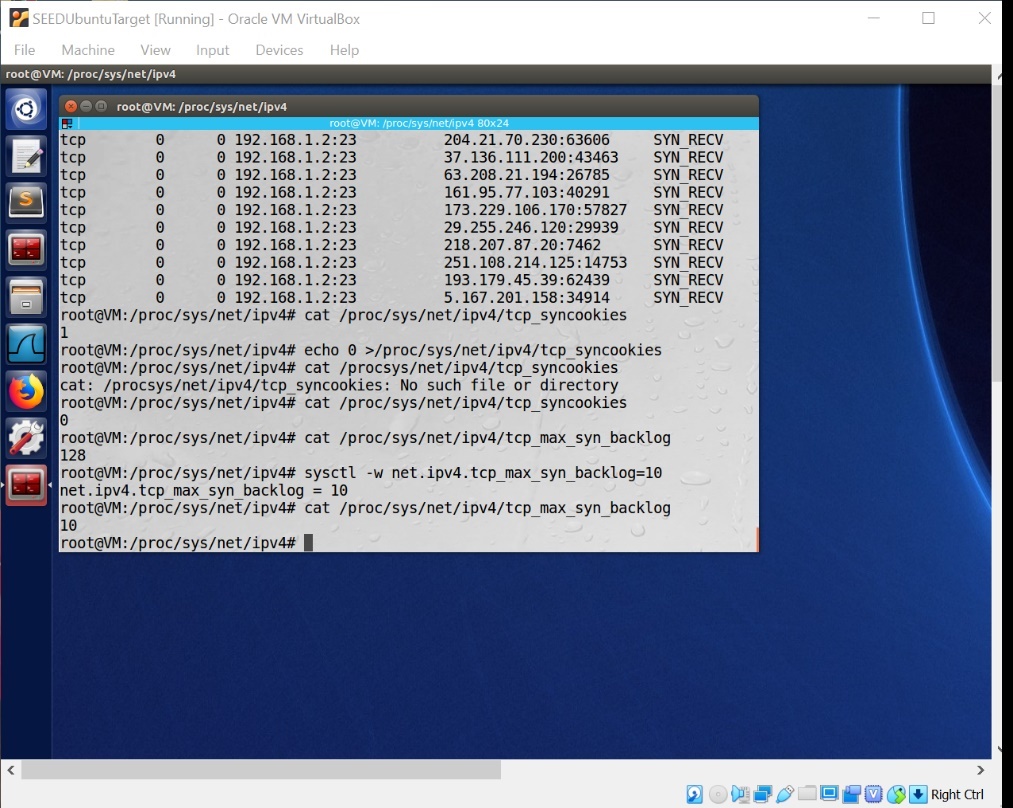 SEEDUbuntuTarget [Running] - Oracle VM VirtualBox
File Machine View Input Devices Help
root@VM: /proc/sys/net/ipv4
root@VM: /proc/sys/net/ipv4
root@VM: /proc/sys/net/ipv4 80x24
tcp 0 0 192.168.1.2:23 204.21.70.230:63606 SYN_RECV
tcp 0 0 192.168.1.2:23 37.136.111.200:43463 SYN_RECV
tcp 0 0 192.168.1.2:23 63.208.21.194:26785 SYN_RECV
tcp 0 0 192.168.1.2:23 161.95.77.103:40291 SYN_RECV
tcp 0 0 192.168.1.2:23 173.229.106.170:57827 SYN_RECV
tcp 0 0 192.168.1.2:23 29.255.246.120:29939 SYN_RECV
tcp 0 0 192.168.1.2:23 218.207.87.20:7462 SYN_RECV
tcp 0 0 192.168.1.2:23 251.108.214.125:14753 SYN_RECV
tcp 0 0 192.168.1.2:23 193.179.45.39:62439 SYN_RECV
tcp 0 0 192.168.1.2:23 5.167.201.158:34914 SYN_RECV
root@VM:/proc/sys/net/ipv4# cat /proc/sys/net/ipv4/tcp_syncookies
1
root@VM:/proc/sys/net/ipv4# echo 0 >/proc/sys/net/ipv4/tcp_syncookies
root@VM:/proc/sys/net/ipv4# cat /procsys/net/ipv4/tcp_syncookies
cat: /procsys/net/ipv4/tcp_syncookies: No such file or directory
root@VM:/proc/sys/net/ipv4# cat /proc/sys/net/ipv4/tcp_syncookies
0
root@VM:/proc/sys/net/ipv4# cat /proc/sys/net/ipv4/tcp_max_syn_backlog
128
root@VM:/proc/sys/net/ipv4# sysctl -w net.ipv4.tcp_max_syn_backlog=10
net.ipv4.tcp_max_syn_backlog = 10
root@VM:/proc/sys/net/ipv4# cat /proc/sys/net/ipv4/tcp_max_syn_backlog
10
root@VM:/proc/sys/net/ipv4#
Right Ctrl